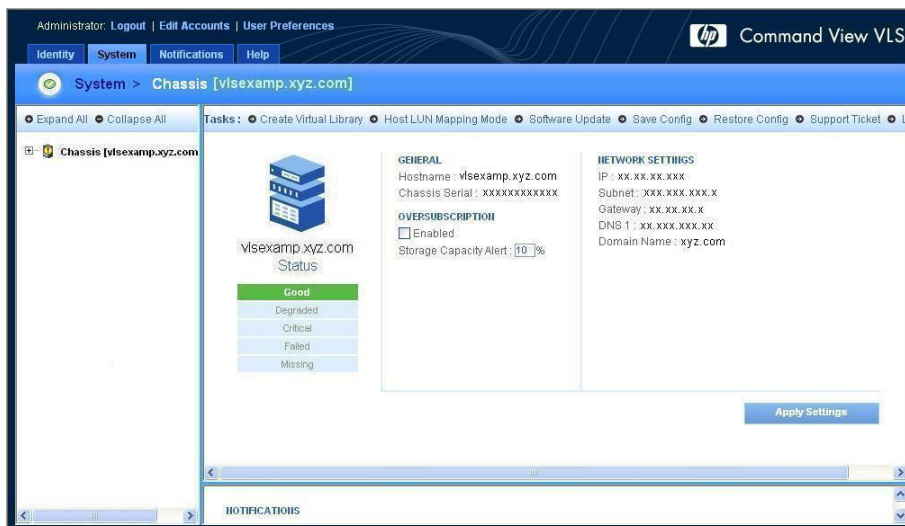 Administrator: Logout | Edit Accounts | User Preferences
hp Command View VLS
Identity System Notifications Help
System > Chassis [vlsexamp.xyz.com]
Expand All Collapse All
Tasks : Create Virtual Library Host LUN Mapping Mode Software Update Save Config Restore Config Support Ticket L
Chassis [vlsexamp.xyz.com
vlsexamp.xyz.com
Status
Good
Degraded
Critical
Failed
Missing
GENERAL
Hostname : vlsexamp.xyz.com
Chassis Serial : xxxxxxxxxxxx
OVERSUBSCRIPTION
Enabled
Storage Capacity Alert : 10 %
NETWORK SETTINGS
IP : xx.xx.xx.xxx
Subnet : xxx.xxx.xxx.x
Gateway : xx.xx.xx.x
DNS 1 : xx.xxx.xxx.xx
Domain Name : xyz.com
Apply Settings
NOTIFICATIONS